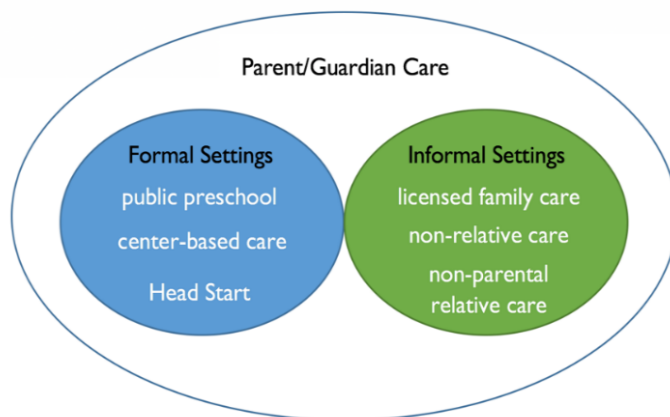 Parent/Guardian Care
Formal Settings
public preschool
center-based care
Head Start
Informal Settings
licensed family care
non-relative care
non-parental
relative care